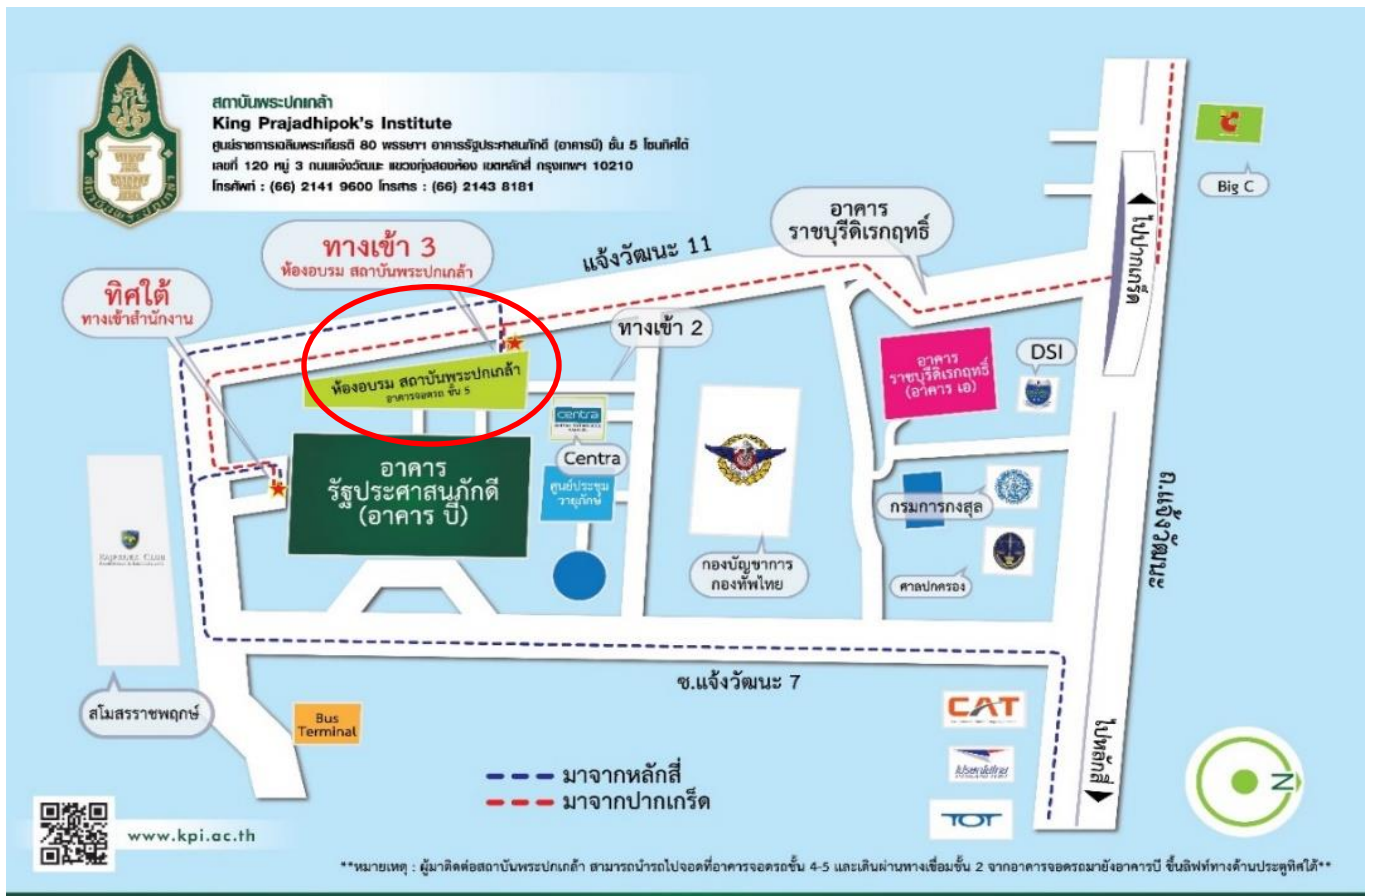 สถาบันพระปกเกล้า
King Prajadhipok's Institute
ศูนย์ราชการเฉลิมพระเกียรติ 80 พรรษาฯ อาคารรัฐประศาสนภักดี (อาคารบี) ชั้น 5 โซนทิศใต้
เลขที่ 120 หมู่ 3 ถนนแจ้งวัฒนะ แขวงทุ่งสองห้อง เขตหลักสี่ กรุงเทพฯ 10210
โทรศัพท์ : (66) 2141 9600 โทรสาร : (66) 2143 8181
สถาบันพระปกเกล้า
Big C
อาคาร
ราชบุรีดิเรกฤทธิ์
ไปปากเกร็ด
ทางเข้า 3
ห้องอบรม สถาบันพระปกเกล้า
แจ้งวัฒนะ 11
ทิศใต้
ทางเข้าสำนักงาน
ทางเข้า 2
ห้องอบรม สถาบันพระปกเกล้า
อาคารจอดรถ ชั้น 5
อาคาร
ราชบุรีดิเรกฤทธิ์
(อาคาร เอ)
DSI
centra
Centra
อาคาร
รัฐประศาสนภักดี
(อาคาร บี)
ศูนย์ประชุม
วายุภักษ์
กรมการกงสุล
ถ.แจ้งวัฒนะ
RAJPRUEK CLUB
กองบัญชาการ
กองทัพไทย
ศาลปกครอง
ซ.แจ้งวัฒนะ 7
สโมสรราชพฤกษ์
Bus
Terminal
CAT
ไปรษณีย์ไทย
TOT
ไปหลักสี่
N
มาจากหลักสี่
มาจากปากเกร็ด
www.kpi.ac.th
**หมายเหตุ : ผู้มาติดต่อสถาบันพระปกเกล้า สามารถนำรถไปจอดที่อาคารจอดรถชั้น 4-5 และเดินผ่านทางเชื่อมชั้น 2 จากอาคารจอดรถมายังอาคารบี ขึ้นลิฟท์ทางด้านประตูทิศใต้**